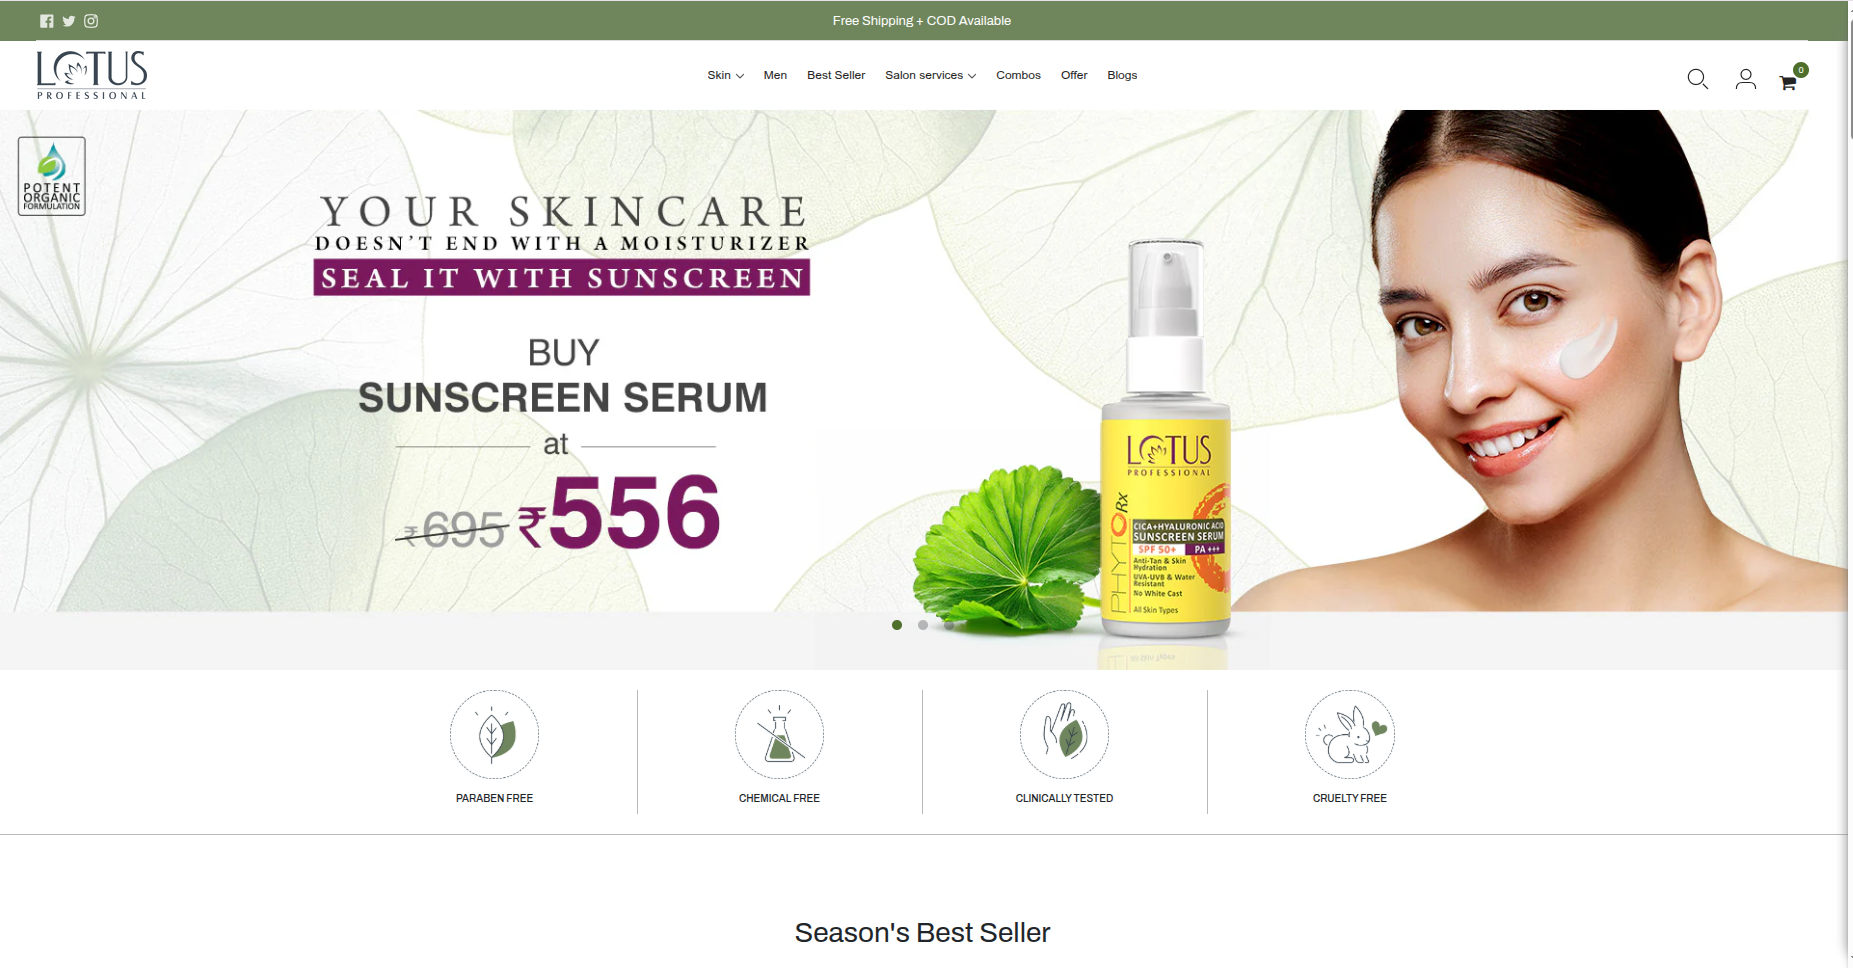 Free Shipping + COD Available
LOTUS
PROFESSIONAL
Skin Men Best Seller Salon services Combos Offer Blogs
0
POTENT
ORGANIC
FORMULATION
YOUR SKINCARE
DOESN'T END WITH A MOISTURIZER
SEAL IT WITH SUNSCREEN
BUY
SUNSCREEN SERUM
at
₹695 ₹556
LOTUS
PROFESSIONAL
PHYTORx
CICA+HYALURONIC ACID
SUNSCREEN SERUM
SPF 50+ PA +++
Anti-Tan & Skin
Hydration
UVA-UVB & Water
Resistant
No White Cast
All Skin Types
PARABEN FREE
CHEMICAL FREE
CLINICALLY TESTED
CRUELTY FREE
Season's Best Seller